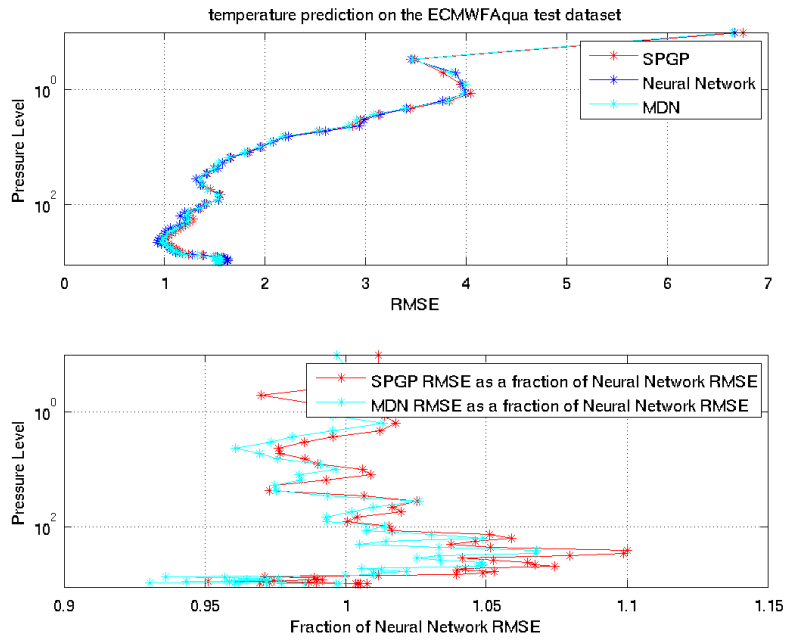 temperature prediction on the ECMWFAqua test dataset
SPGP
Neural Network
MDN
Pressure Level
10^0
10^2
0 1 2 3 4 5 6 7
RMSE
SPGP RMSE as a fraction of Neural Network RMSE
MDN RMSE as a fraction of Neural Network RMSE
Pressure Level
10^0
10^2
0.9 0.95 1 1.05 1.1 1.15
Fraction of Neural Network RMSE